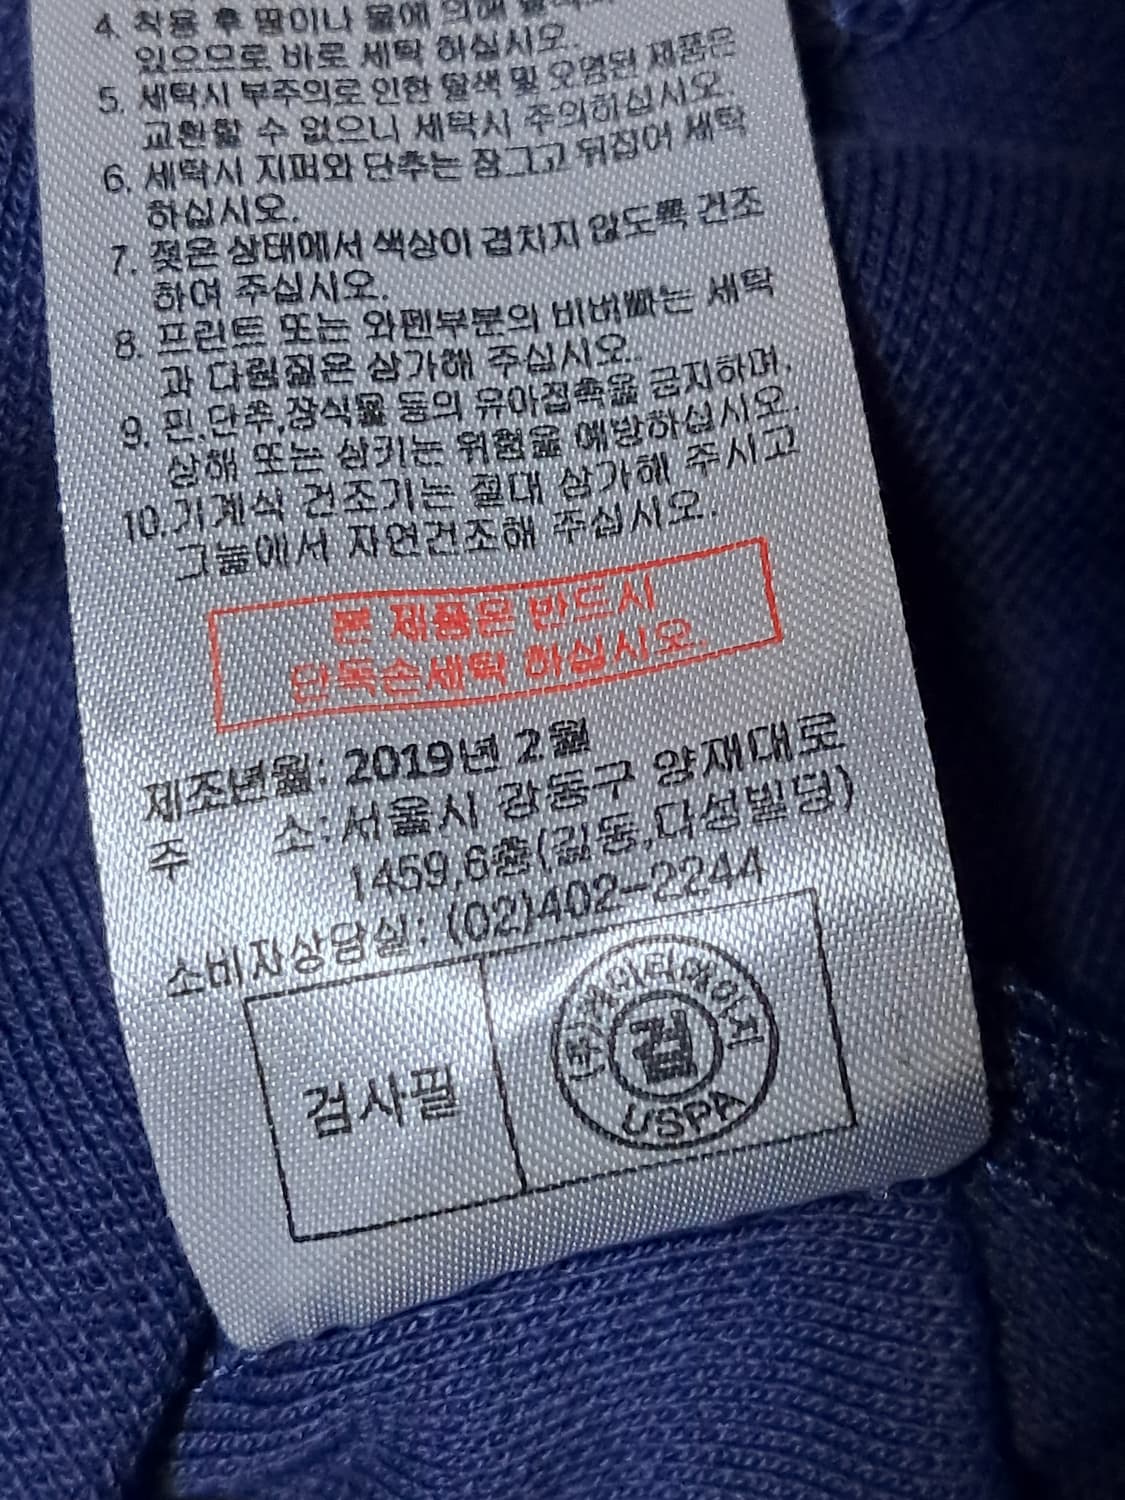 4. 착용 후 땀이나 물에 의해
있으므로 바로 세탁 하십시오.
5. 세탁시 부주의로 인한 탈색 및 오염된 제품은
교환할 수 없으니 세탁시 주의하십시오.
6. 세탁시 지퍼와 단추는 잠그고 뒤집어 세탁
하십시오.
7. 젖은 상태에서 색상이 겹치지 않도록 건조
하여 주십시오.
8. 프린트 또는 와펜부분의 비벼빠는 세탁
과 다림질은 삼가해 주십시오.
9. 핀,단추,장식물 등의 유아접촉을 금지하며,
상해 또는 삼키는 위험을 예방하십시오.
10.기계식 건조기는 절대 삼가해 주시고
그늘에서 자연건조해 주십시오.
본 제품은 반드시
단독손세탁 하십시오.
제조년월: 2019년 2월
주 소:서울시 강동구 양재대로
1459,6층(길동,다성빌딩)
소비자상담실: (02)402-2244
검사필
검
USPA